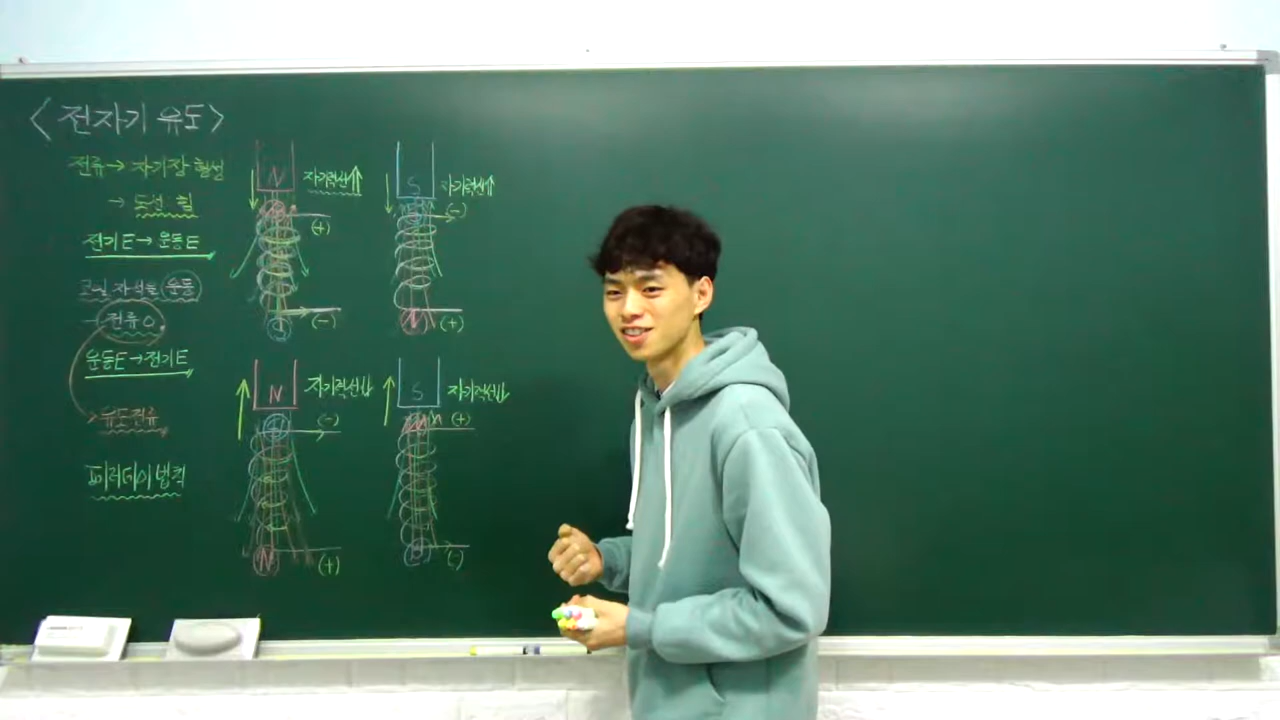 <전자기 유도>
전류→ 자기장 형성
→ 도선 힘
전기E→운동E
코일 자석을 운동
→ 전류O.
운동E→전기E
유도전류
패러데이 법칙
N 자기력선↑
(+)
(-)
S 자기력선↑
(-)
N (+)
N 자기력선↓
(-)
N (+)
S 자기력선↓
N (+)
(-)